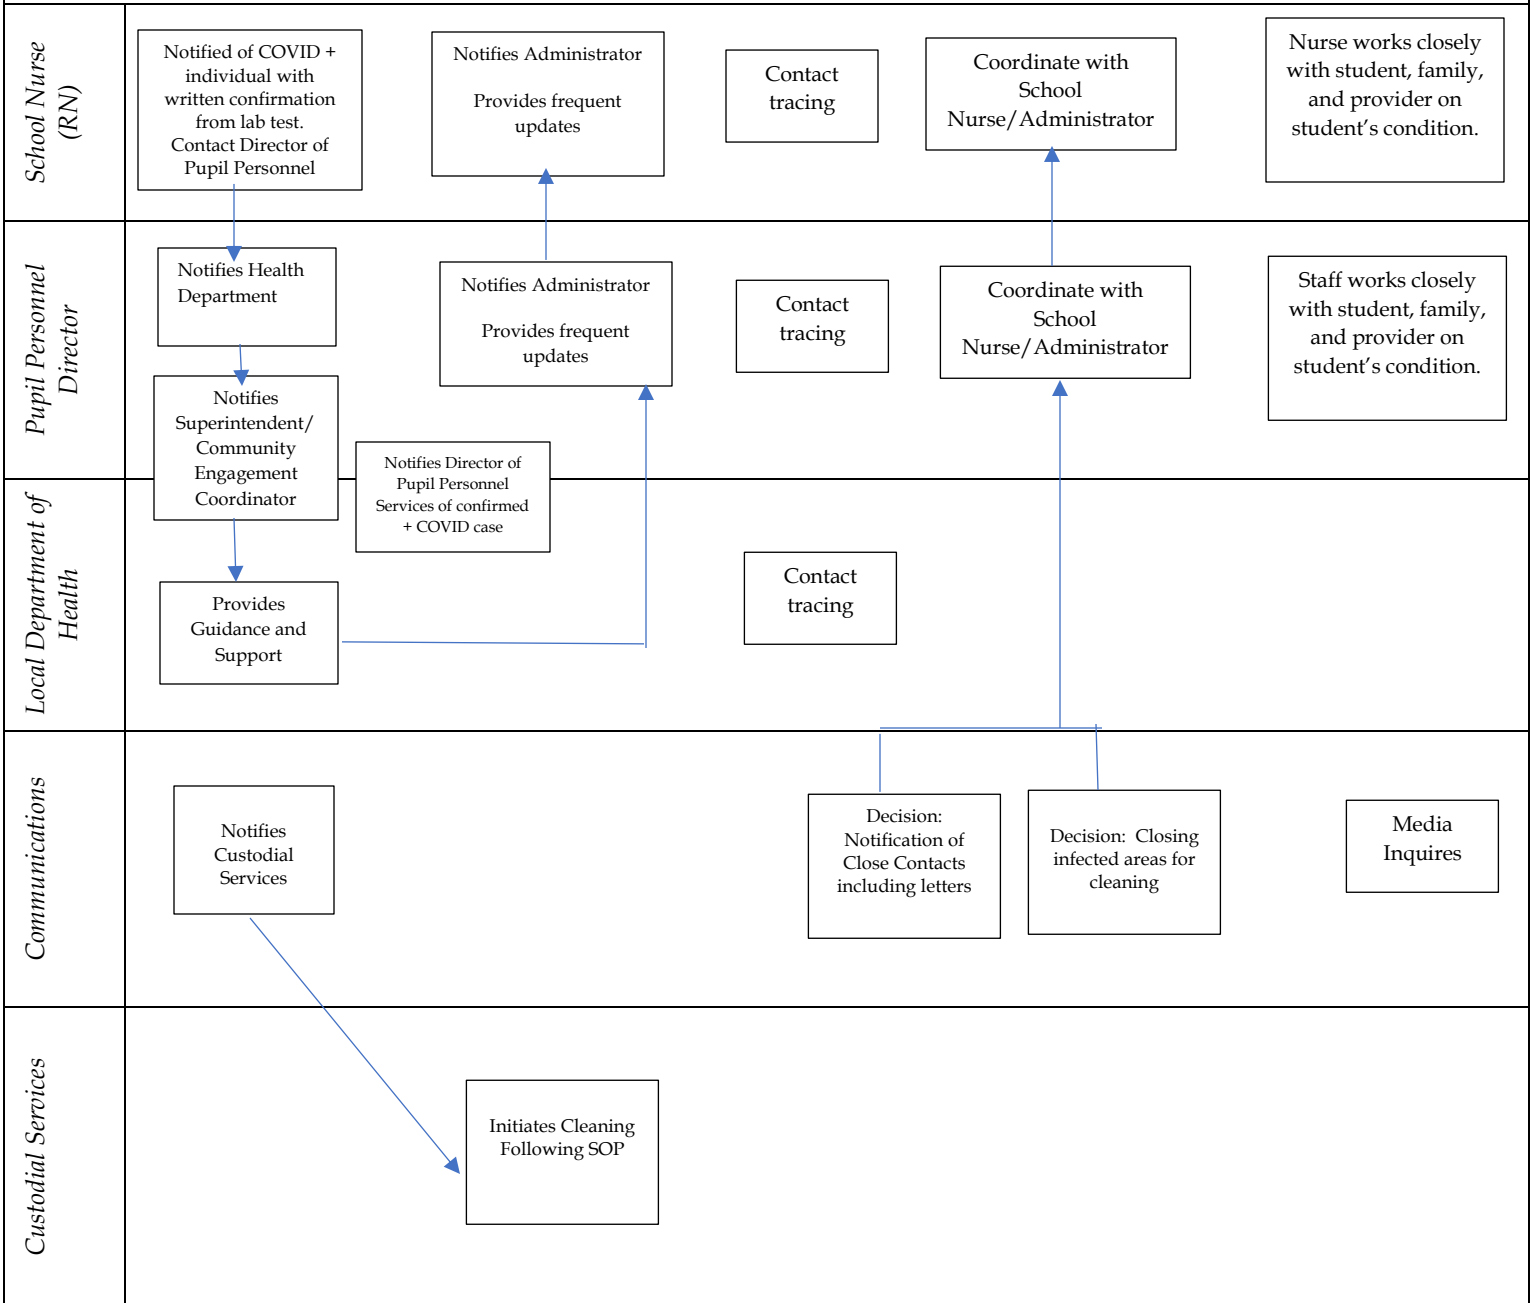 School Nurse
(RN)
Notified of COVID +
individual with
written confirmation
from lab test.
Contact Director of
Pupil Personnel
Notifies Administrator
Provides frequent
updates
Contact
tracing
Coordinate with
School
Nurse/Administrator
Nurse works closely
with student, family,
and provider on
student's condition.
Pupil Personnel
Director
Notifies Health
Department
Notifies
Superintendent/
Community
Engagement
Coordinator
Notifies Director of
Pupil Personnel
Services of confirmed
+ COVID case
Notifies Administrator
Provides frequent
updates
Contact
tracing
Coordinate with
School
Nurse/Administrator
Staff works closely
with student, family,
and provider on
student's condition.
Local Department of
Health
Provides
Guidance and
Support
Contact
tracing
Communications
Notifies
Custodial
Services
Decision:
Notification of
Close Contacts
including letters
Decision:  Closing
infected areas for
cleaning
Media
Inquires
Custodial Services
Initiates Cleaning
Following SOP